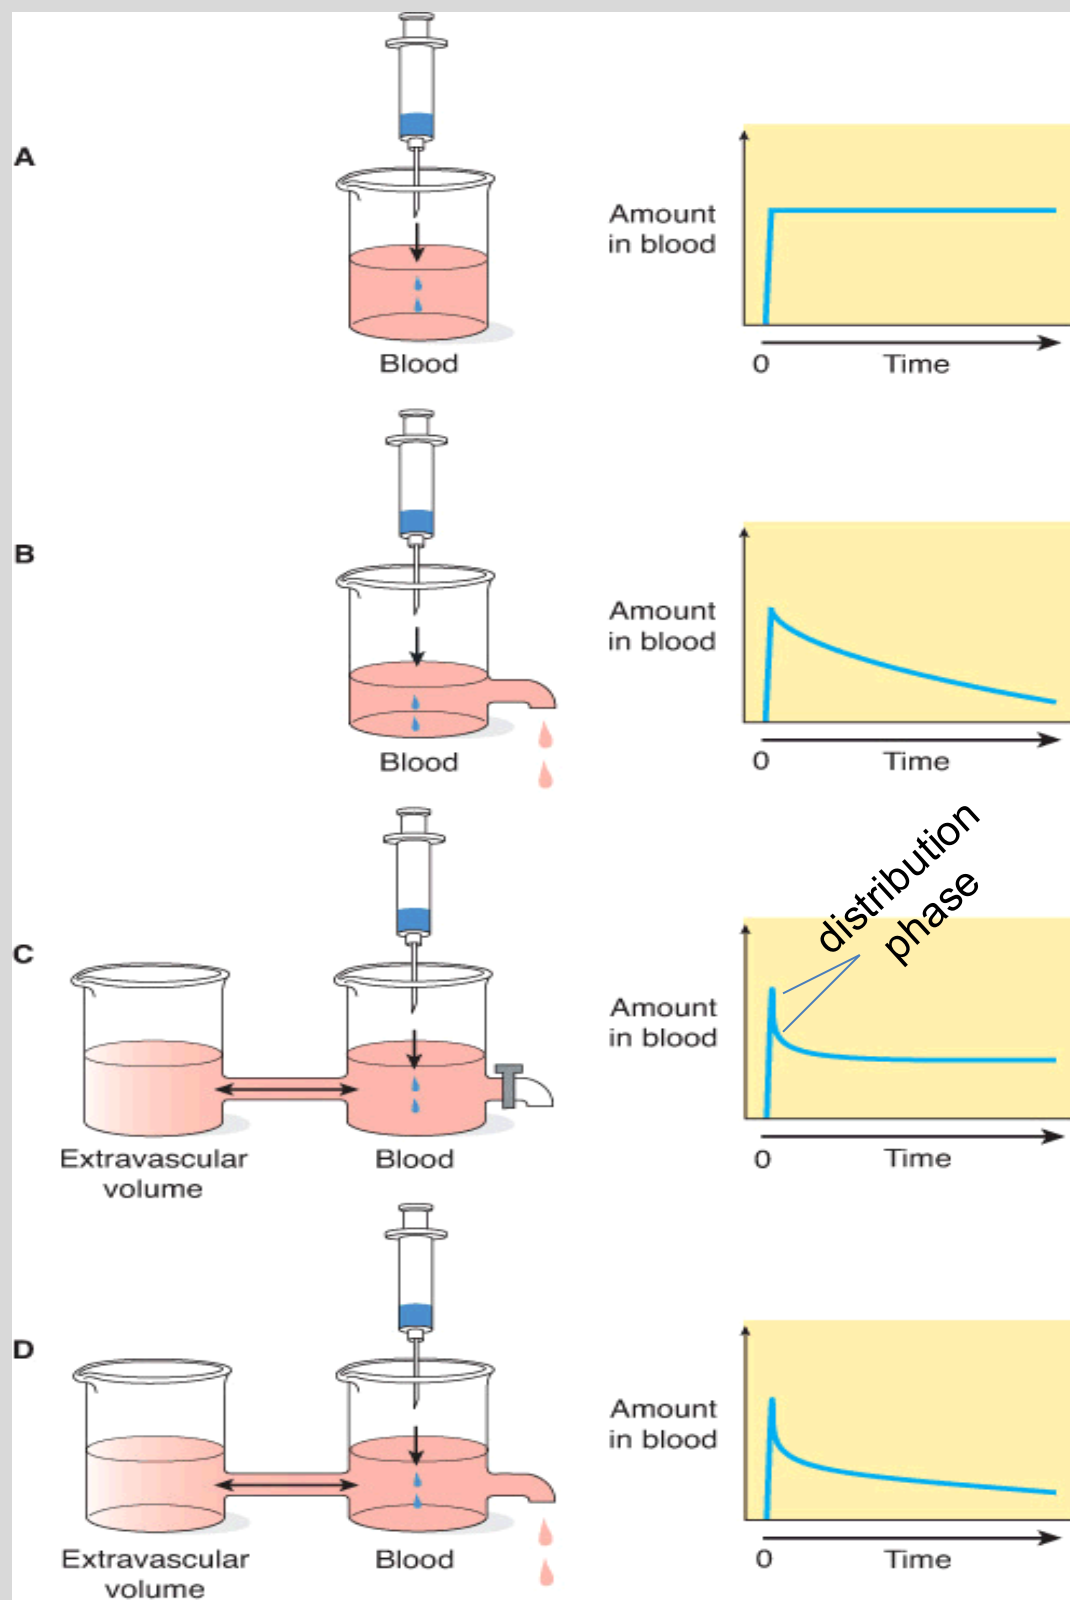 A
Amount
in blood
Blood
0
Time
B
Amount
in blood
Blood
0
Time
distribution
phase
C
Amount
in blood
Extravascular
volume
Blood
0
Time
D
Amount
in blood
Extravascular
volume
Blood
0
Time